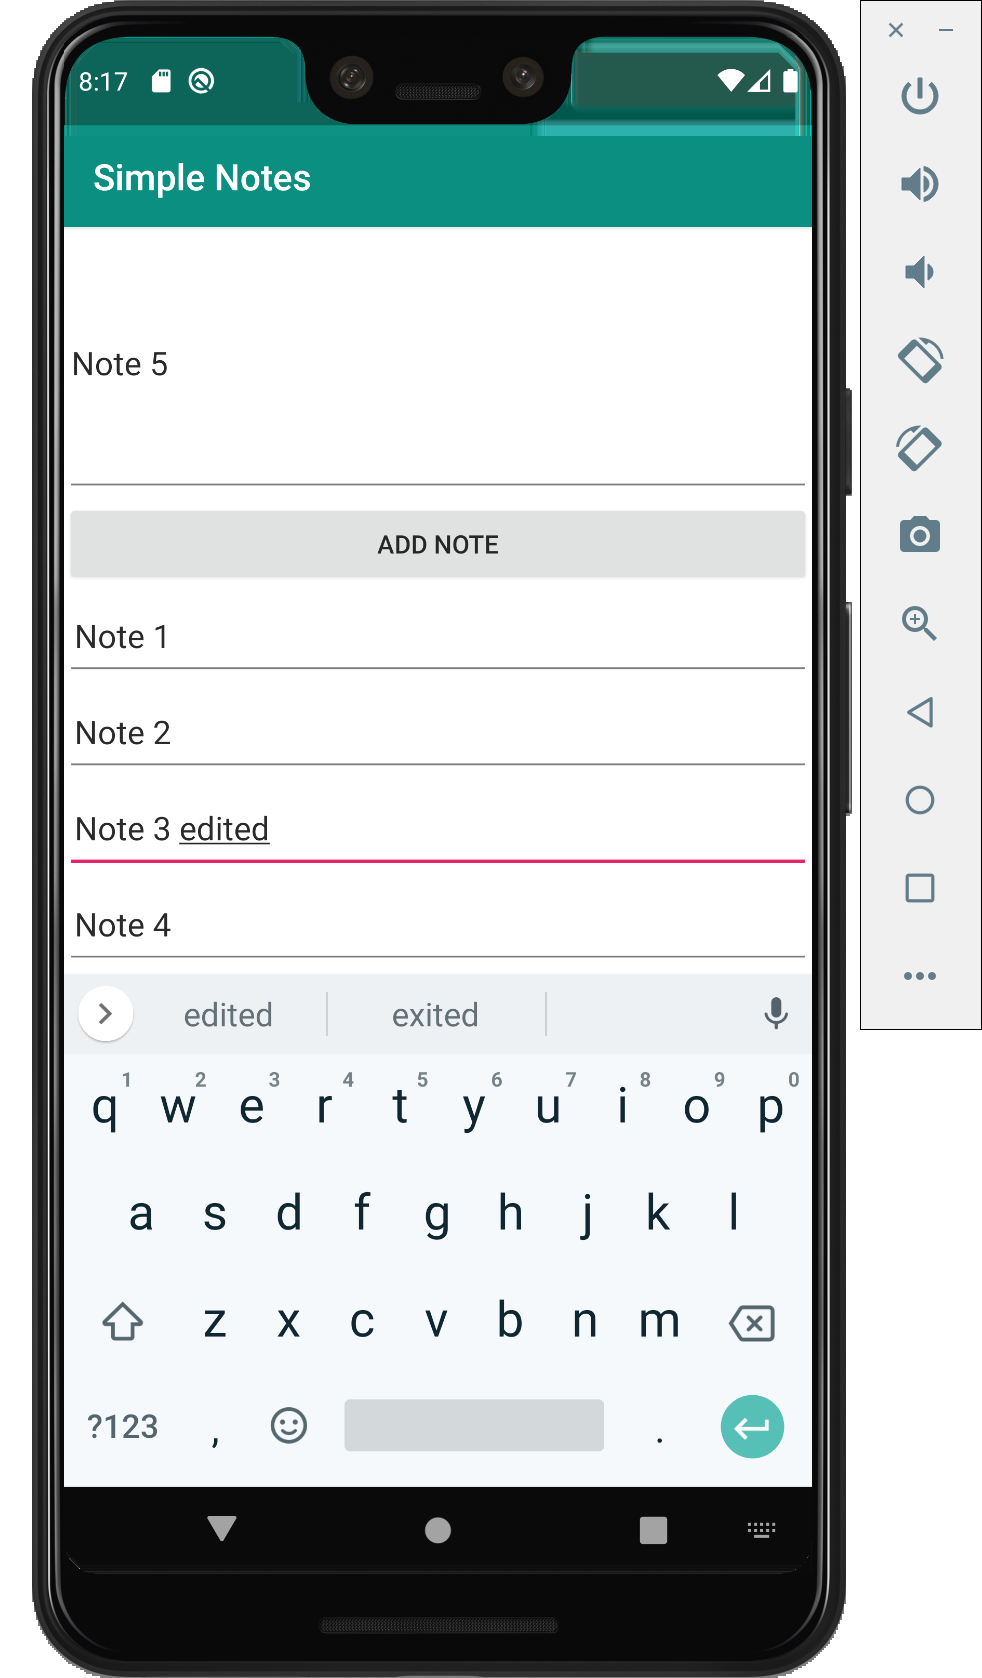 8:17
Simple Notes
Note 5
ADD NOTE
Note 1
Note 2
Note 3 edited
Note 4
edited exited
1 2 3 4 5 6 7 8 9 0
q w e r t y u i o p
a s d f g h j k l
z x c v b n m
?123 , .